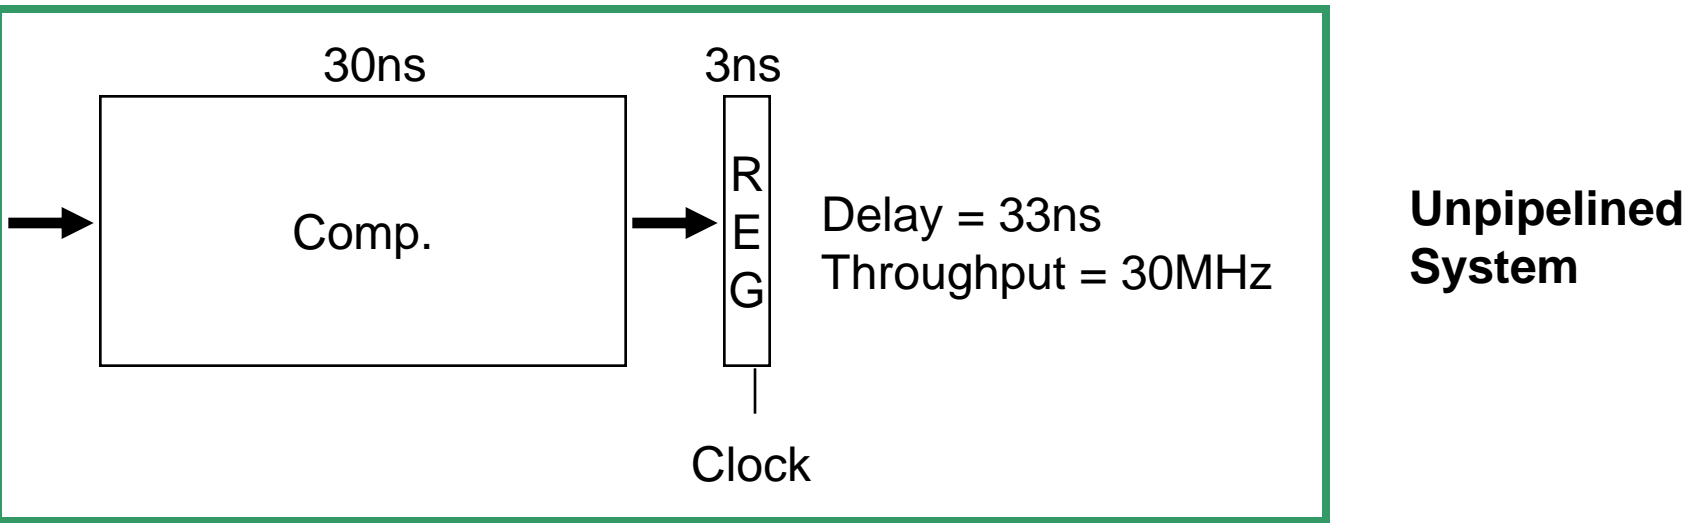 30ns
3ns
Comp.
R
E
G
Delay = 33ns
Throughput = 30MHz
Clock
Unpipelined
System